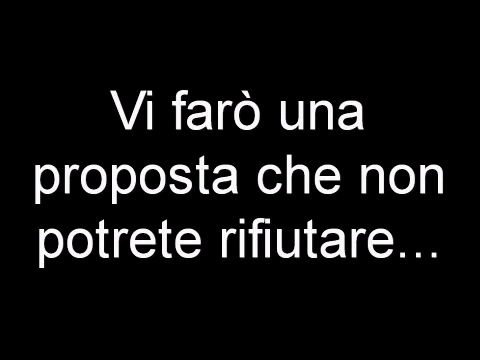 Vi farò una
proposta che non
potrete rifiutare...